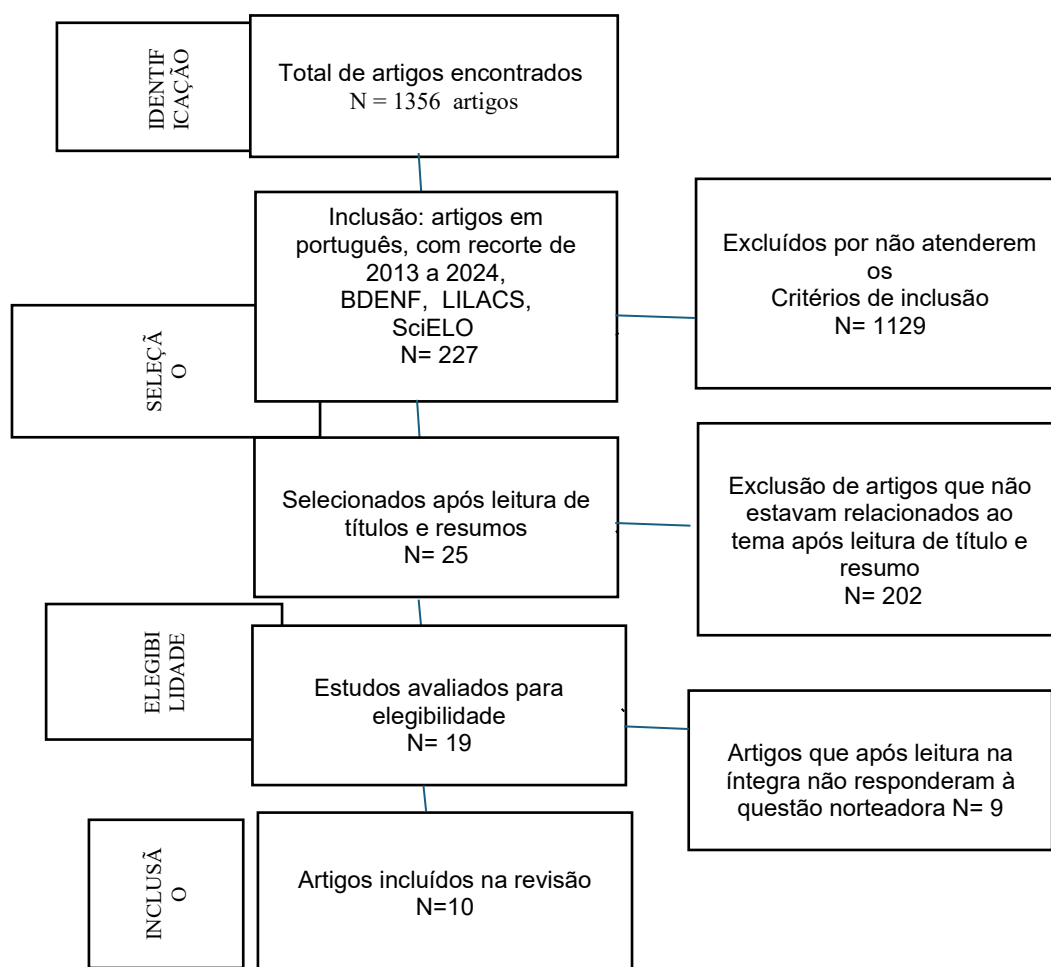 IDENTIF
ICAÇÃO
Total de artigos encontrados
N = 1356 artigos
Inclusão: artigos em
português, com recorte de
2013 a 2024,
BDENF, LILACS,
SciELO
N= 227
Excluídos por não atenderem
os
Critérios de inclusão
N= 1129
SELEÇÃ
O
Selecionados após leitura de
títulos e resumos
N= 25
Exclusão de artigos que não
estavam relacionados ao
tema após leitura de título e
resumo
N= 202
ELEGIBI
LIDADE
Estudos avaliados para
elegibilidade
N= 19
Artigos que após leitura na
íntegra não responderam à
questão norteadora N= 9
INCLUSÃ
O
Artigos incluídos na revisão
N=10